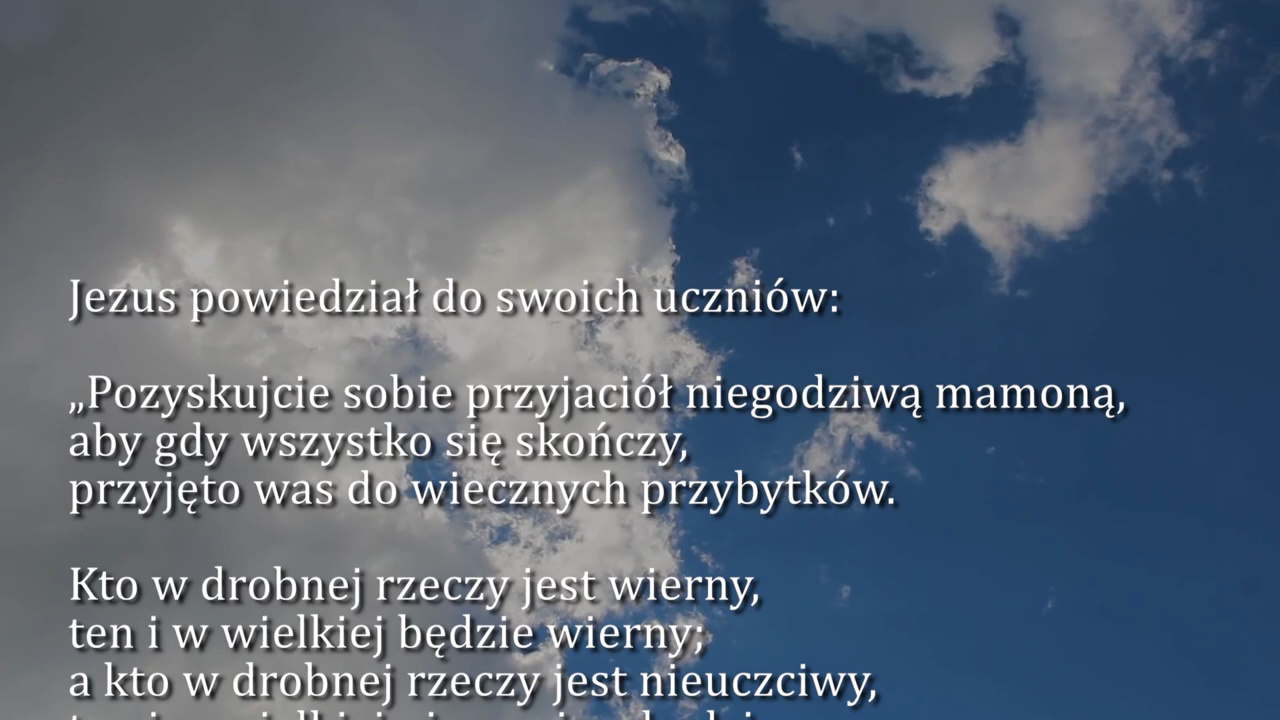 Jezus powiedział do swoich uczniów:
„Pozyskujcie sobie przyjaciół niegodziwą mamoną,
aby gdy wszystko się skończy,
przyjęto was do wiecznych przybytków.
Kto w drobnej rzeczy jest wierny,
ten i w wielkiej będzie wierny;
a kto w drobnej rzeczy jest nieuczciwy,